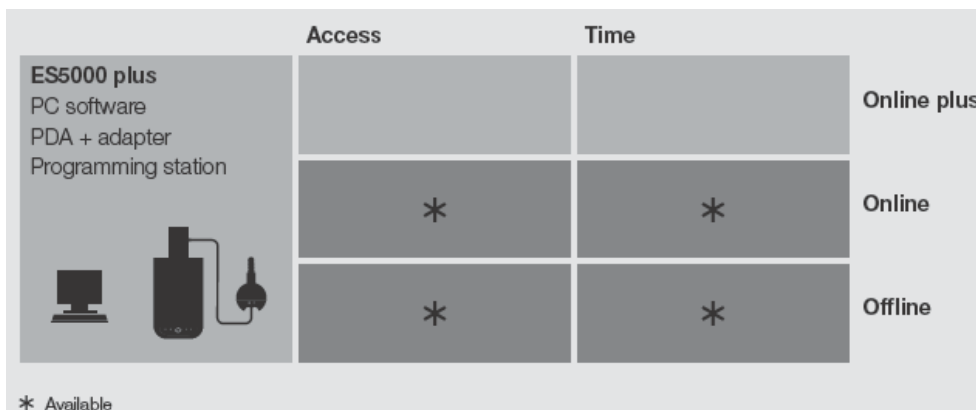 Access Time
ES5000 plus
PC software
PDA + adapter
Programming station
Online plus
* *
Online
* *
Offline
* Available